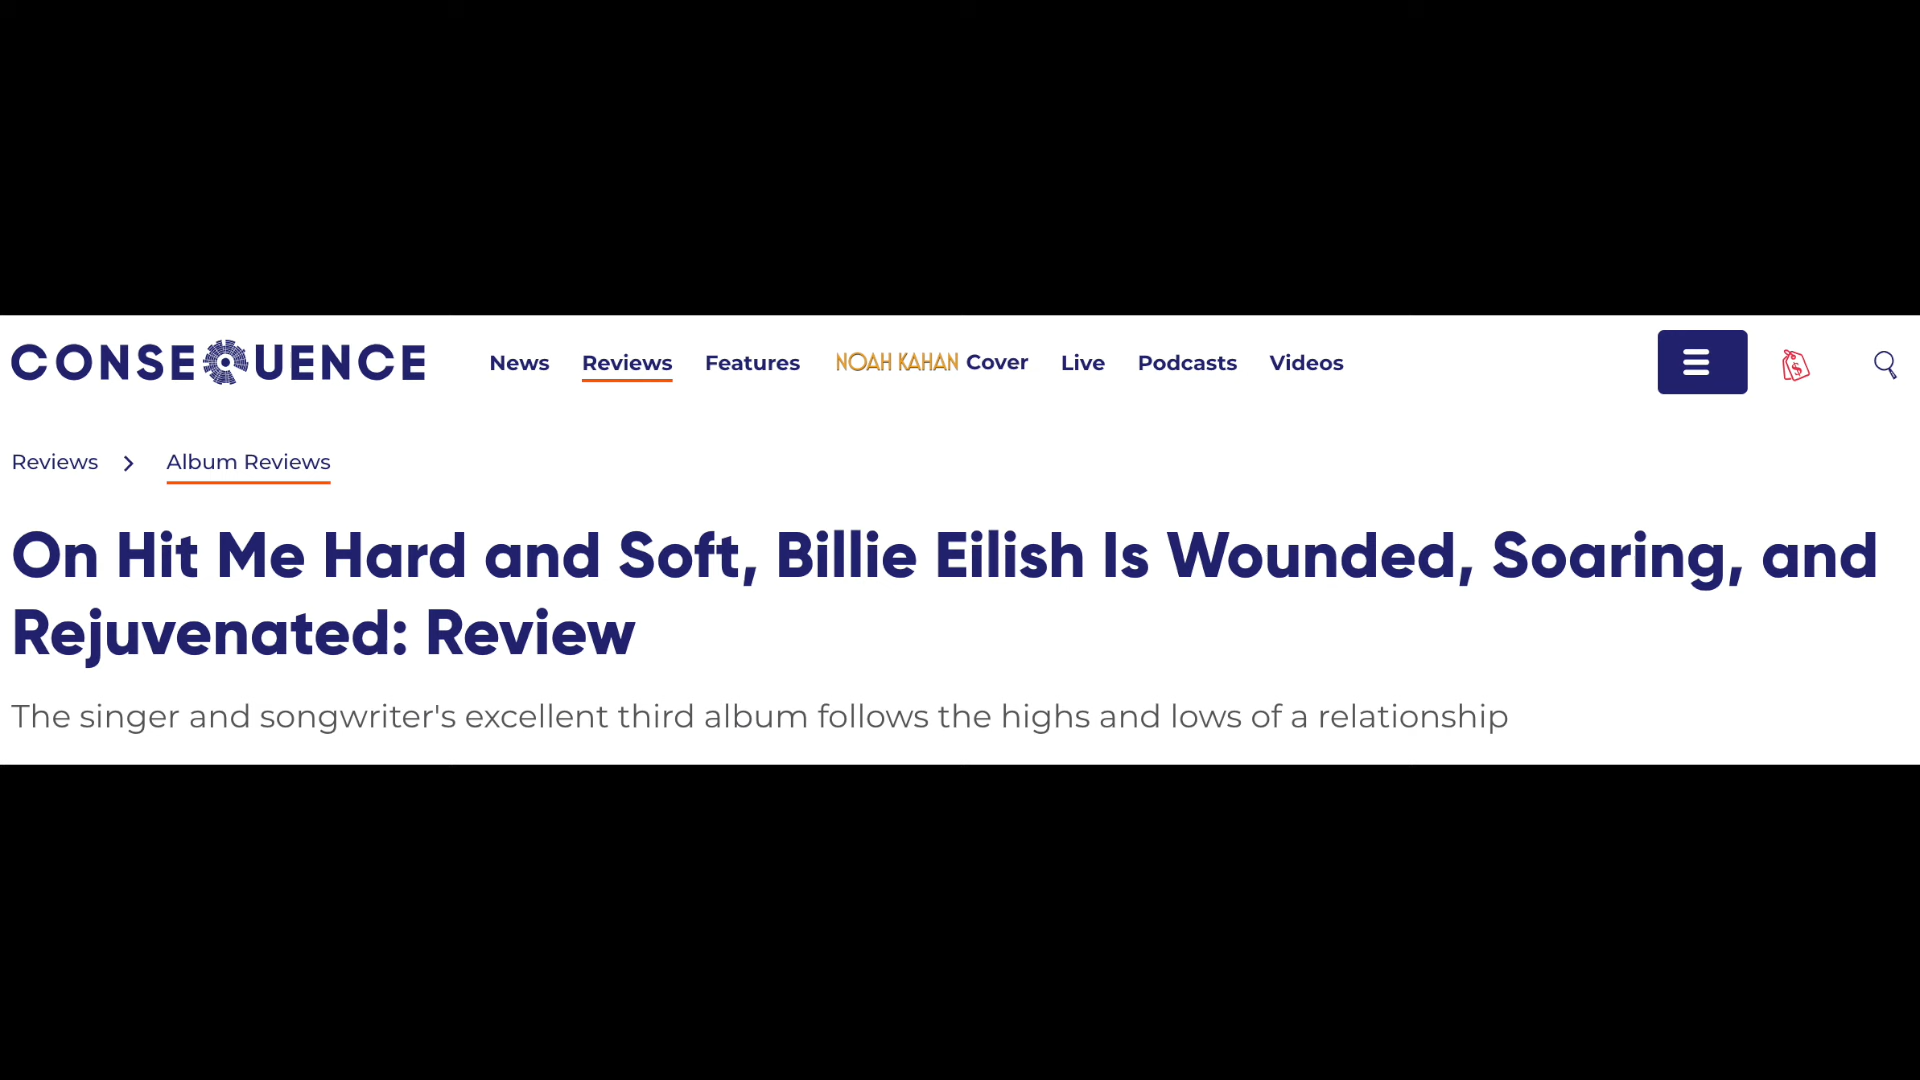 CONSEQUENCE News Reviews Features NOAH KAHAN Cover Live Podcasts Videos
Reviews > Album Reviews
On Hit Me Hard and Soft, Billie Eilish Is Wounded, Soaring, and
Rejuvenated: Review
The singer and songwriter's excellent third album follows the highs and lows of a relationship